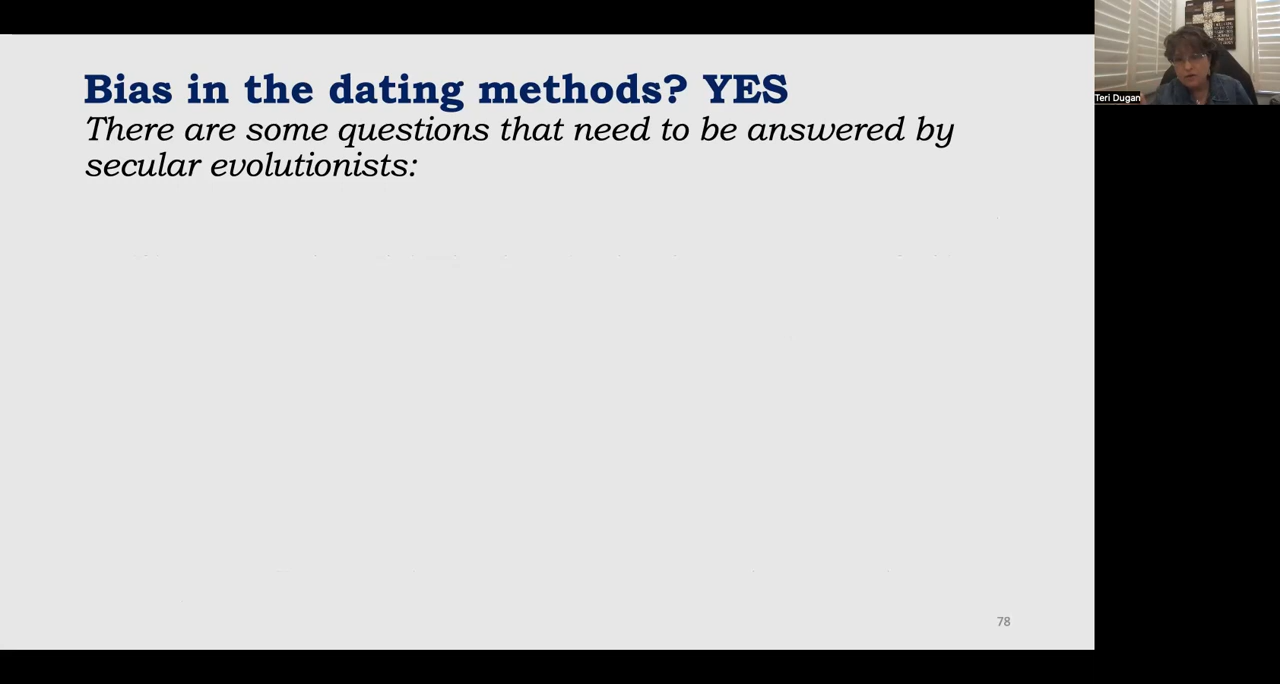 Bias in the dating methods? YES
There are some questions that need to be answered by
secular evolutionists:
78
Teri Dugan